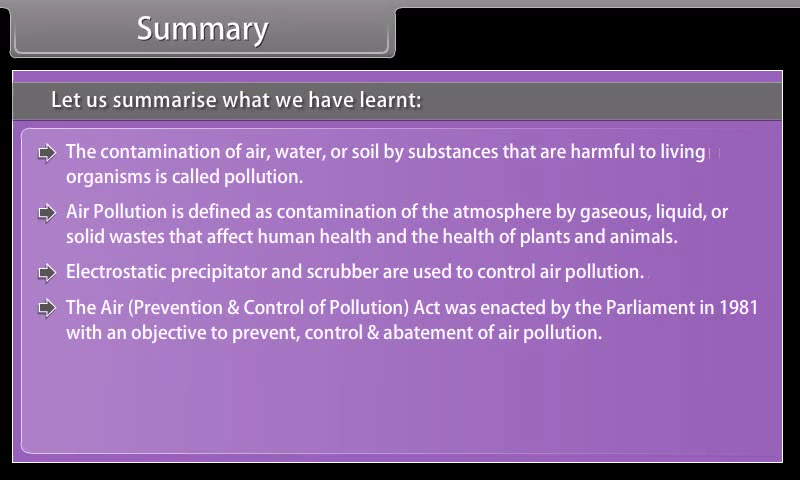 Summary
Let us summarise what we have learnt:
The contamination of air, water, or soil by substances that are harmful to living
organisms is called pollution.
Air Pollution is defined as contamination of the atmosphere by gaseous, liquid, or
solid wastes that affect human health and the health of plants and animals.
Electrostatic precipitator and scrubber are used to control air pollution.
The Air (Prevention & Control of Pollution) Act was enacted by the Parliament in 1981
with an objective to prevent, control & abatement of air pollution.